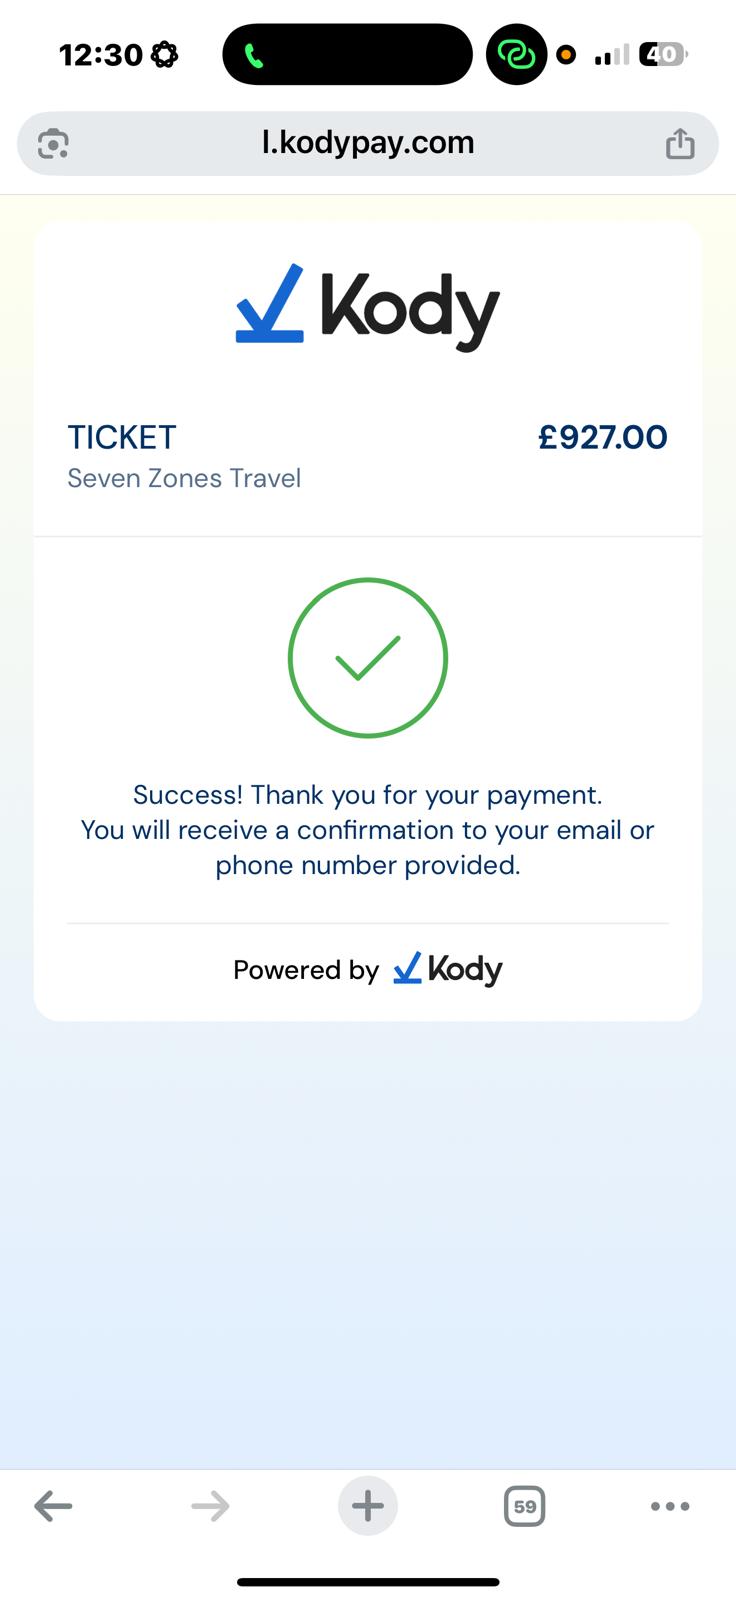 12:30
40
l.kodypay.com
Kody
TICKET £927.00
Seven Zones Travel
Success! Thank you for your payment.
You will receive a confirmation to your email or
phone number provided.
Powered by Kody
59